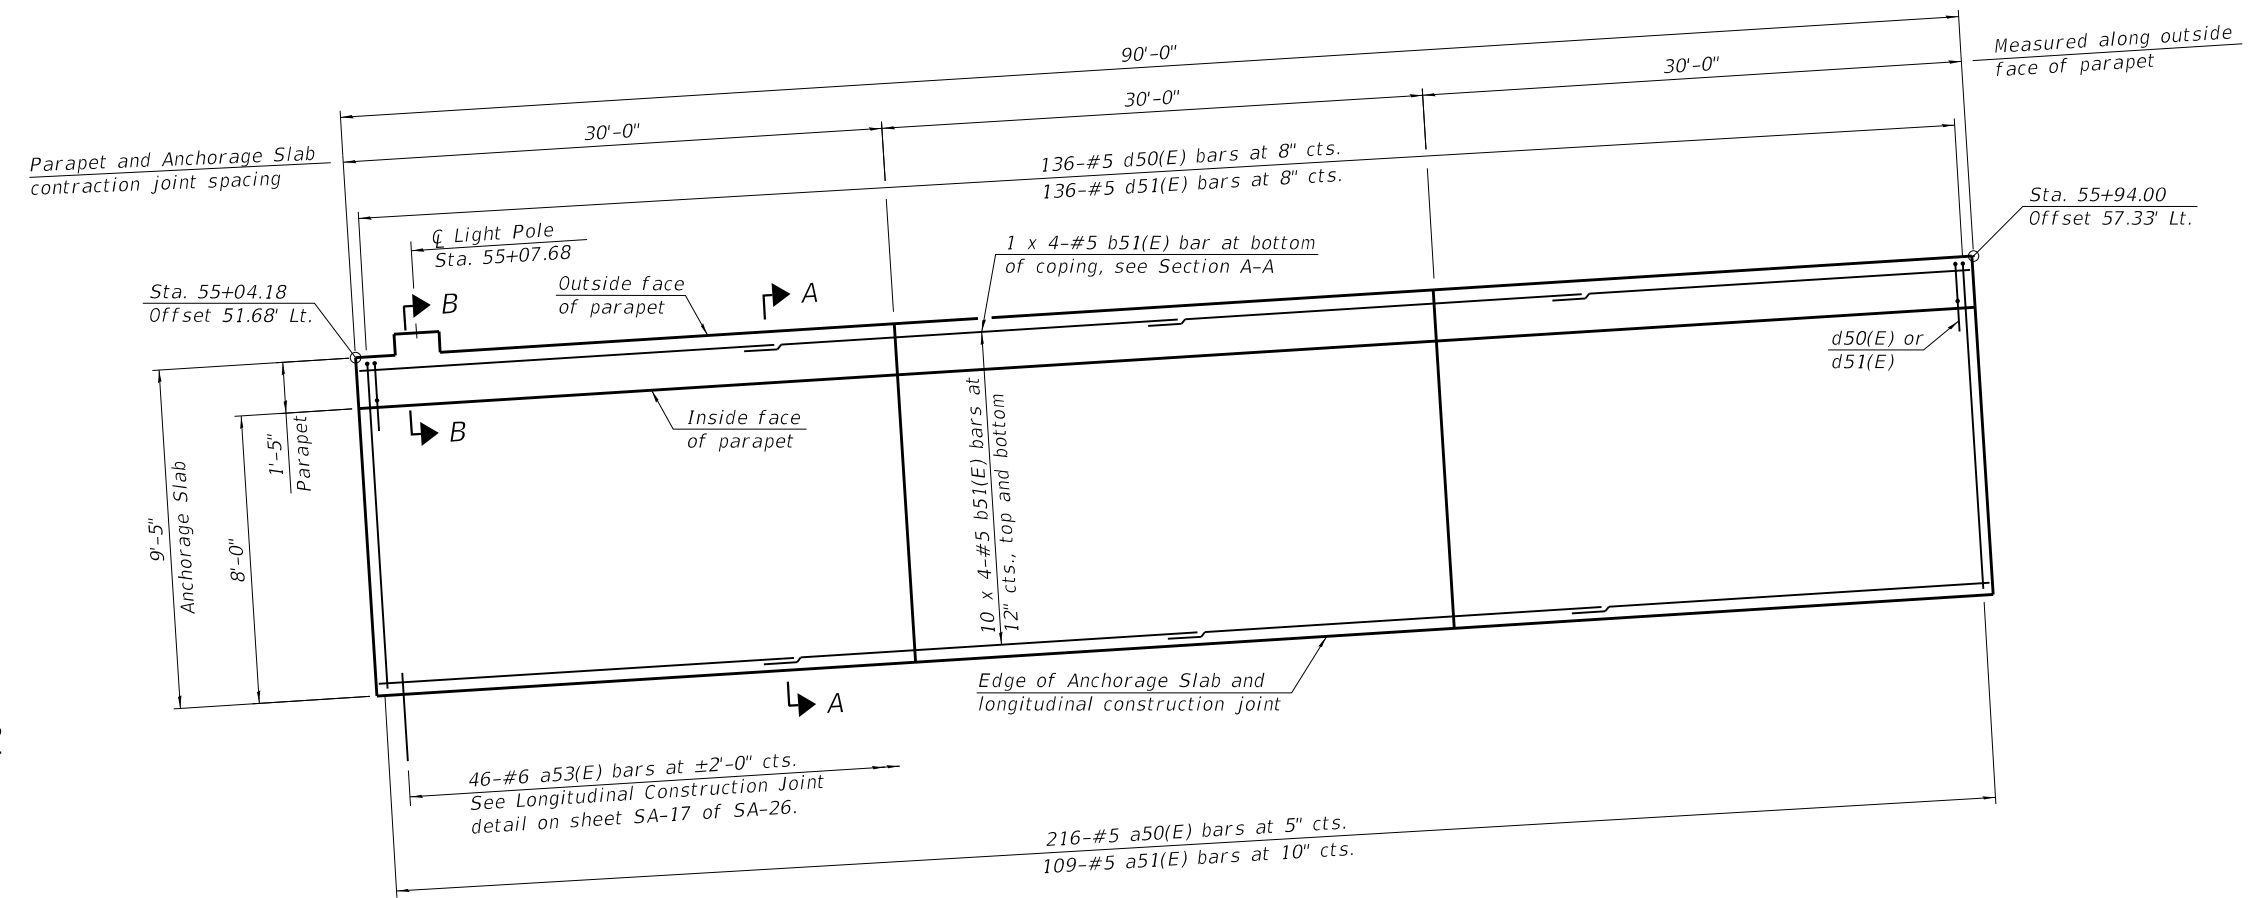 90'-0"
Measured along outside
face of parapet
30'-0"
30'-0"
30'-0"
Parapet and Anchorage Slab
contraction joint spacing
136-#5 d50(E) bars at 8" cts.
136-#5 d51(E) bars at 8" cts.
Sta. 55+94.00
Offset 57.33' Lt.
℄ Light Pole
Sta. 55+07.68
1 x 4-#5 b51(E) bar at bottom
of coping, see Section A-A
Outside face
of parapet
Sta. 55+04.18
Offset 51.68' Lt.
B
A
d50(E) or
d51(E)
Inside face
of parapet
B
1'-5"
Parapet
10 x 4-#5 b51(E) bars at
12" cts., top and bottom
9'-5"
Anchorage Slab
8'-0"
Edge of Anchorage Slab and
longitudinal construction joint
A
46-#6 a53(E) bars at ±2'-0" cts.
See Longitudinal Construction Joint
detail on sheet SA-17 of SA-26.
216-#5 a50(E) bars at 5" cts.
109-#5 a51(E) bars at 10" cts.